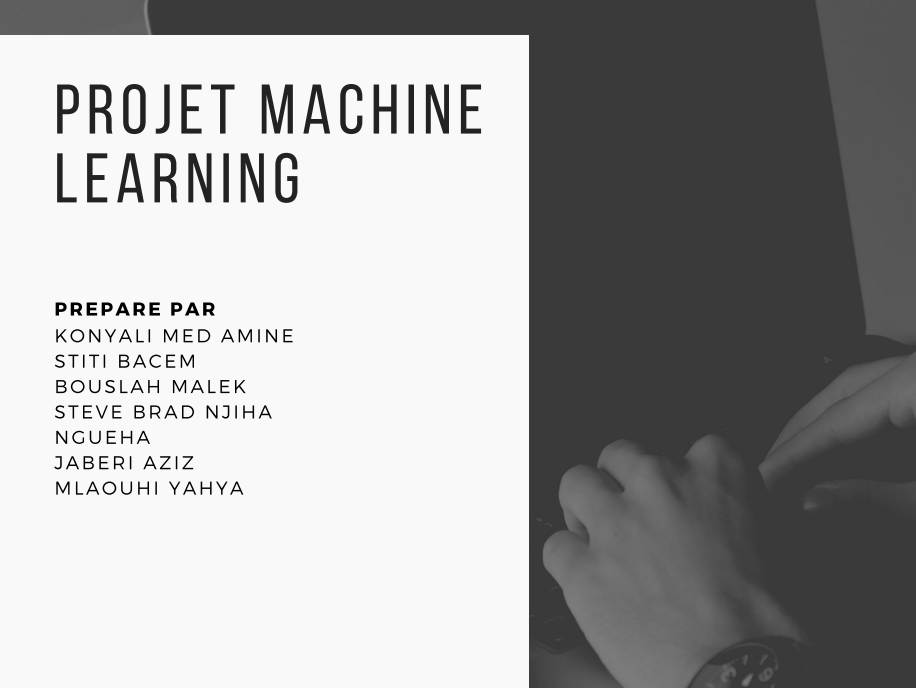 PROJET MACHINE
LEARNING
PREPARE PAR
KONYALI MED AMINE
STITI BACEM
BOUSLAH MALEK
STEVE BRAD NJIHA
NGUEHA
JABERI AZIZ
MLAOUHI YAHYA